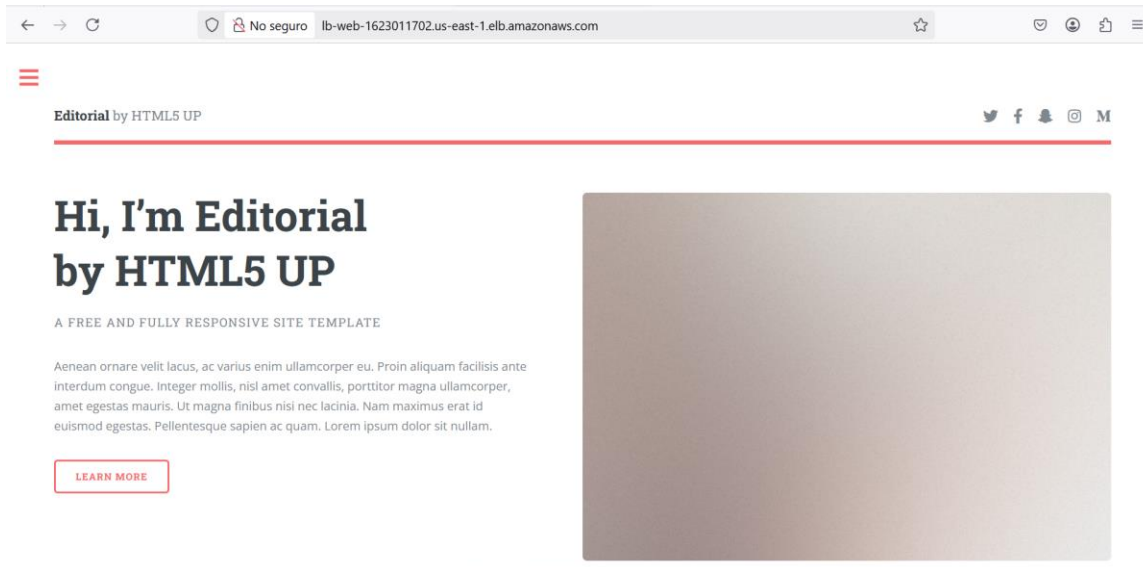 No seguro lb-web-1623011702.us-east-1.elb.amazonaws.com
Editorial by HTML5 UP
Hi, I’m Editorial
by HTML5 UP
A FREE AND FULLY RESPONSIVE SITE TEMPLATE
Aenean ornare velit lacus, ac varius enim ullamcorper eu. Proin aliquam facilisis ante
interdum congue. Integer mollis, nisl amet convallis, porttitor magna ullamcorper,
amet egestas mauris. Ut magna finibus nisi nec lacinia. Nam maximus erat id
euismod egestas. Pellentesque sapien ac quam. Lorem ipsum dolor sit nullam.
LEARN MORE